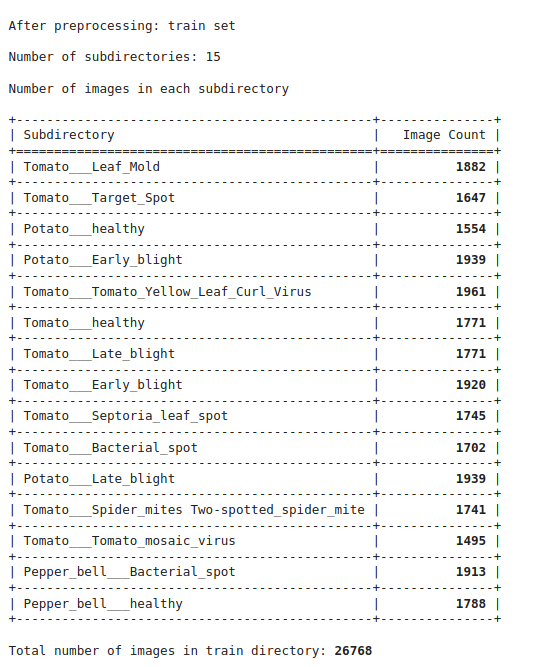 After preprocessing: train set
Number of subdirectories: 15
Number of images in each subdirectory
+-----------------------------------------------+---------------+
| Subdirectory                                  |   Image Count |
+===============================================+===============+
| Tomato___Leaf_Mold                            |          1882 |
+-----------------------------------------------+---------------+
| Tomato___Target_Spot                          |          1647 |
+-----------------------------------------------+---------------+
| Potato___healthy                              |          1554 |
+-----------------------------------------------+---------------+
| Potato___Early_blight                         |          1939 |
+-----------------------------------------------+---------------+
| Tomato___Tomato_Yellow_Leaf_Curl_Virus        |          1961 |
+-----------------------------------------------+---------------+
| Tomato___healthy                              |          1771 |
+-----------------------------------------------+---------------+
| Tomato___Late_blight                          |          1771 |
+-----------------------------------------------+---------------+
| Tomato___Early_blight                         |          1920 |
+-----------------------------------------------+---------------+
| Tomato___Septoria_leaf_spot                   |          1745 |
+-----------------------------------------------+---------------+
| Tomato___Bacterial_spot                       |          1702 |
+-----------------------------------------------+---------------+
| Potato___Late_blight                          |          1939 |
+-----------------------------------------------+---------------+
| Tomato___Spider_mites Two-spotted_spider_mite |          1741 |
+-----------------------------------------------+---------------+
| Tomato___Tomato_mosaic_virus                  |          1495 |
+-----------------------------------------------+---------------+
| Pepper_bell___Bacterial_spot                  |          1913 |
+-----------------------------------------------+---------------+
| Pepper_bell___healthy                         |          1788 |
+-----------------------------------------------+---------------+
Total number of images in train directory: 26768